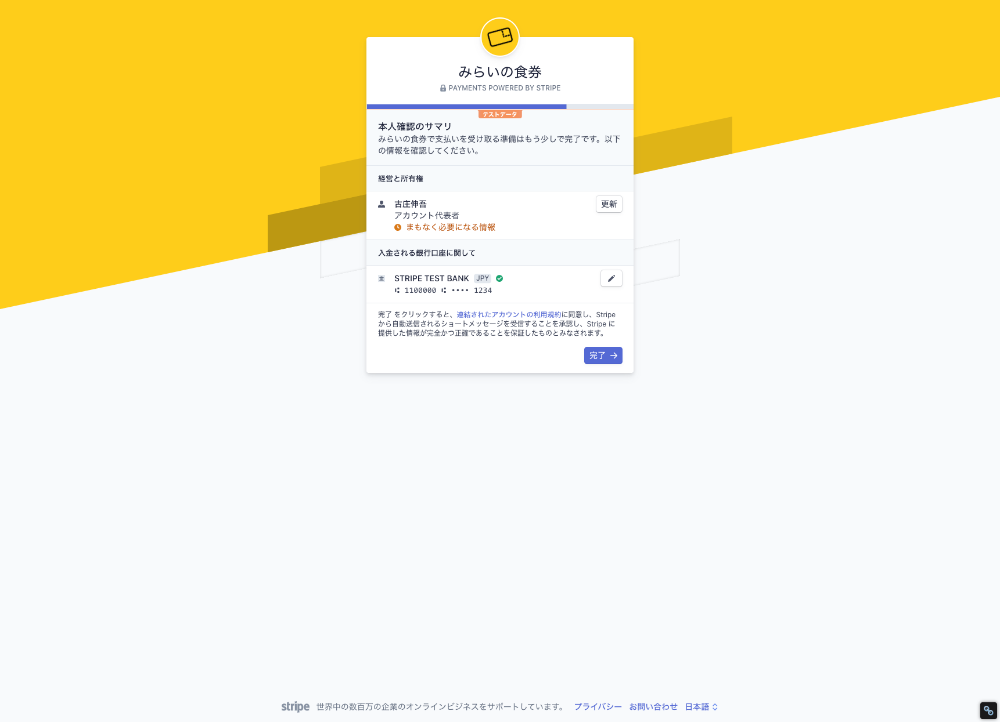 みらいの食券
PAYMENTS POWERED BY STRIPE
テストデータ
本人確認のサマリ
みらいの食券で支払いを受け取る準備はもう少しで完了です。以下
の情報を確認してください。
経営と所有権
古庄伸吾
更新
アカウント代表者
まもなく必要になる情報
入金される銀行口座に関して
STRIPE TEST BANK JPY
⑆ 1100000 ⑆ •••• 1234
完了 をクリックすると、連結されたアカウントの利用規約に同意し、Stripe
から自動送信されるショートメッセージを受信することを承認し、Stripe に
提供した情報が完全かつ正確であることを保証したものとみなされます。
完了 →
stripe 世界中の数百万の企業のオンラインビジネスをサポートしています。 プライバシー お問い合わせ 日本語